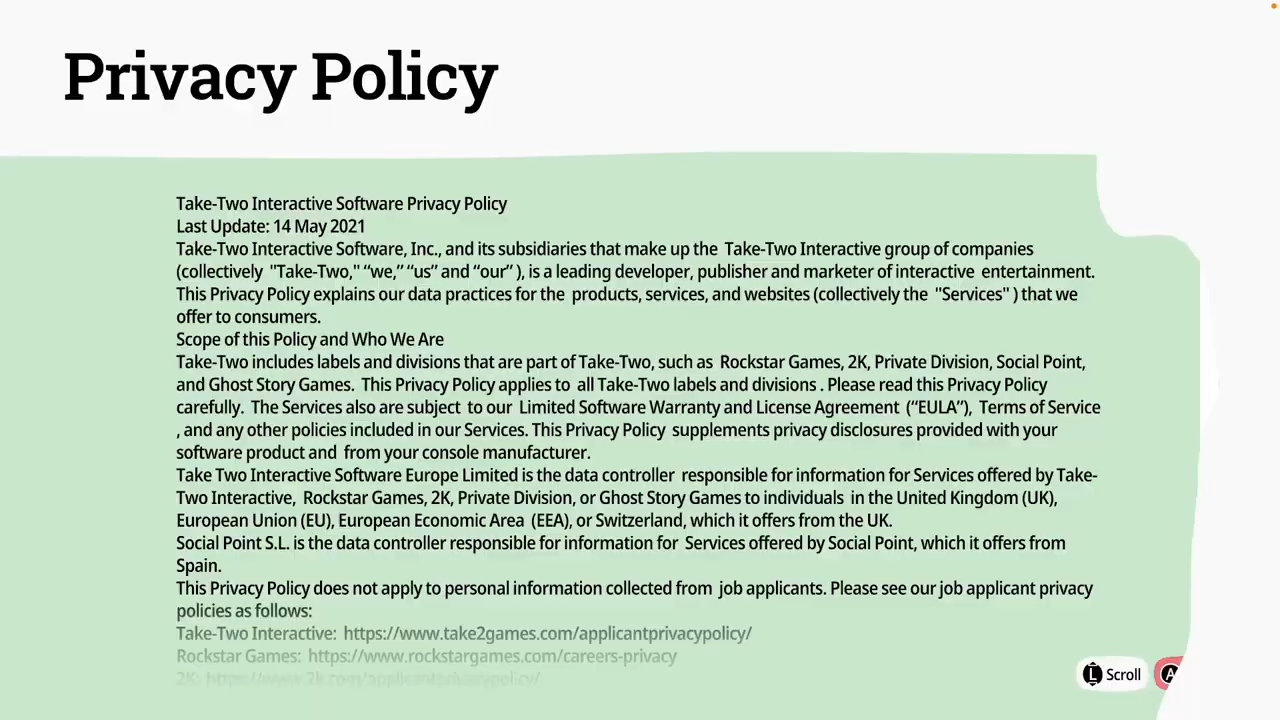 Privacy Policy
Take-Two Interactive Software Privacy Policy
Last Update: 14 May 2021
Take-Two Interactive Software, Inc., and its subsidiaries that make up the Take-Two Interactive group of companies
(collectively "Take-Two," “we,” “us” and “our” ), is a leading developer, publisher and marketer of interactive entertainment.
This Privacy Policy explains our data practices for the products, services, and websites (collectively the "Services" ) that we
offer to consumers.
Scope of this Policy and Who We Are
Take-Two includes labels and divisions that are part of Take-Two, such as Rockstar Games, 2K, Private Division, Social Point,
and Ghost Story Games. This Privacy Policy applies to all Take-Two labels and divisions . Please read this Privacy Policy
carefully. The Services also are subject to our Limited Software Warranty and License Agreement (“EULA”), Terms of Service
, and any other policies included in our Services. This Privacy Policy supplements privacy disclosures provided with your
software product and from your console manufacturer.
Take Two Interactive Software Europe Limited is the data controller responsible for information for Services offered by Take-
Two Interactive, Rockstar Games, 2K, Private Division, or Ghost Story Games to individuals in the United Kingdom (UK),
European Union (EU), European Economic Area (EEA), or Switzerland, which it offers from the UK.
Social Point S.L. is the data controller responsible for information for Services offered by Social Point, which it offers from
Spain.
This Privacy Policy does not apply to personal information collected from job applicants. Please see our job applicant privacy
policies as follows:
Take-Two Interactive: https://www.take2games.com/applicantprivacypolicy/
Rockstar Games: https://www.rockstargames.com/careers-privacy
2K: https://www.2k.com/applicantprivacypolicy/
L Scroll A